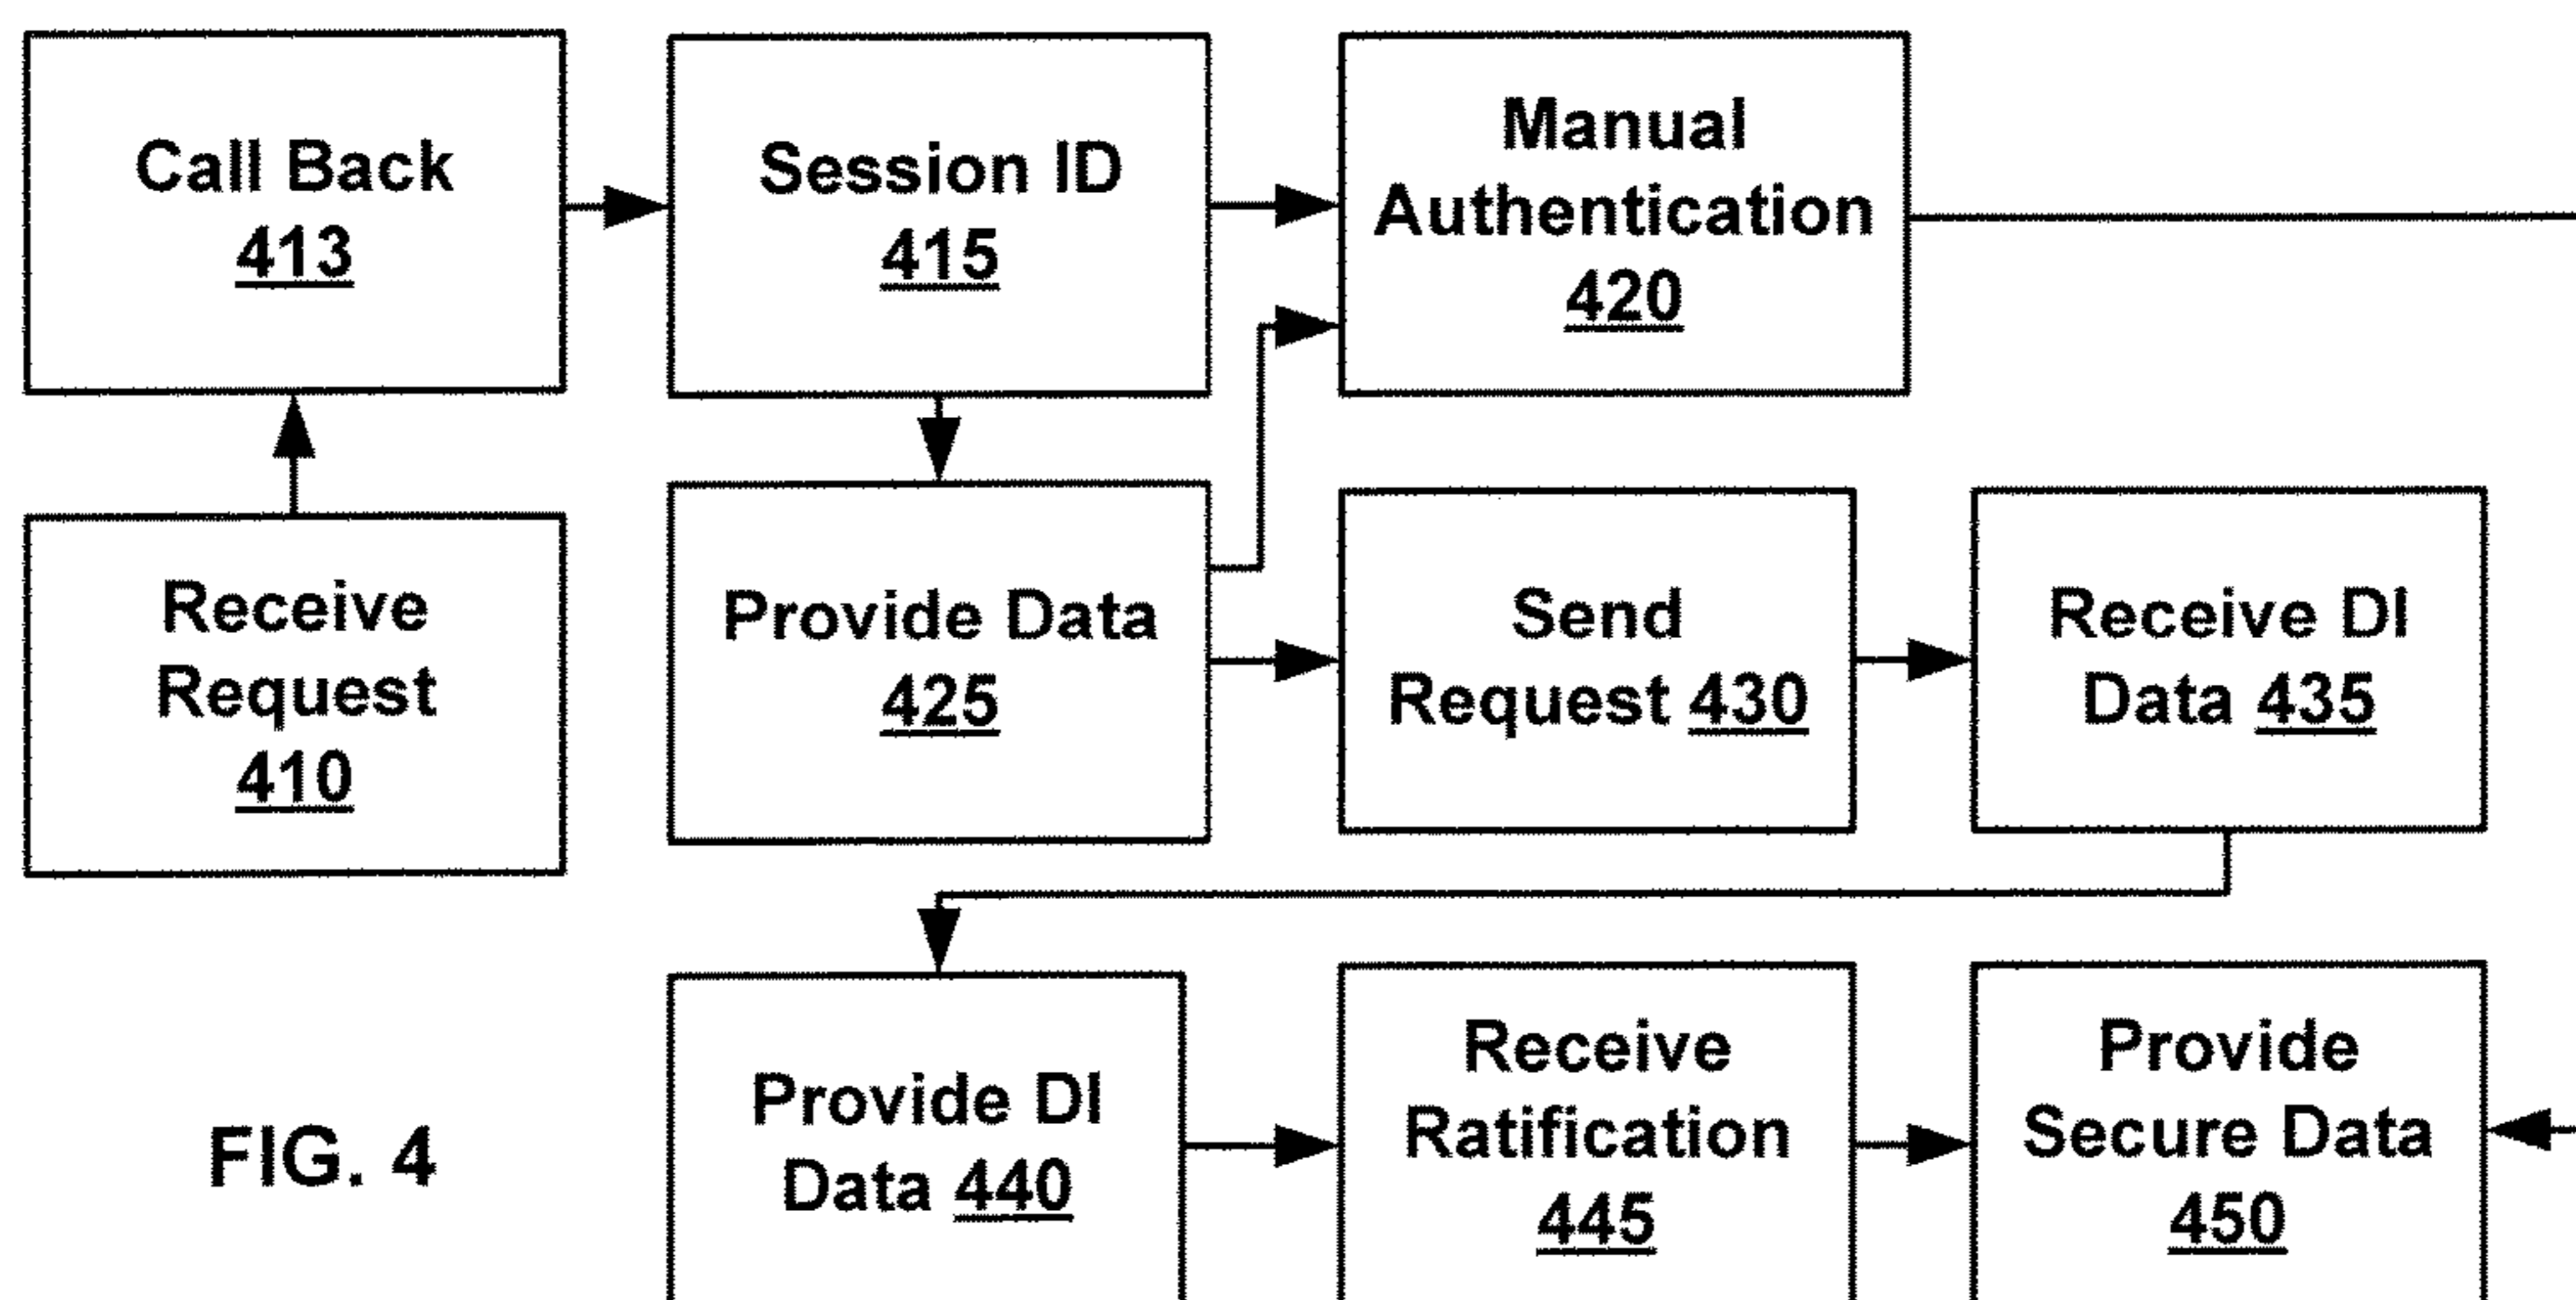 Call Back
413
Session ID
415
Manual
Authentication
420
Receive
Request
410
Provide Data
425
Send
Request 430
Receive DI
Data 435
FIG. 4
Provide DI
Data 440
Receive
Ratification
445
Provide
Secure Data
450